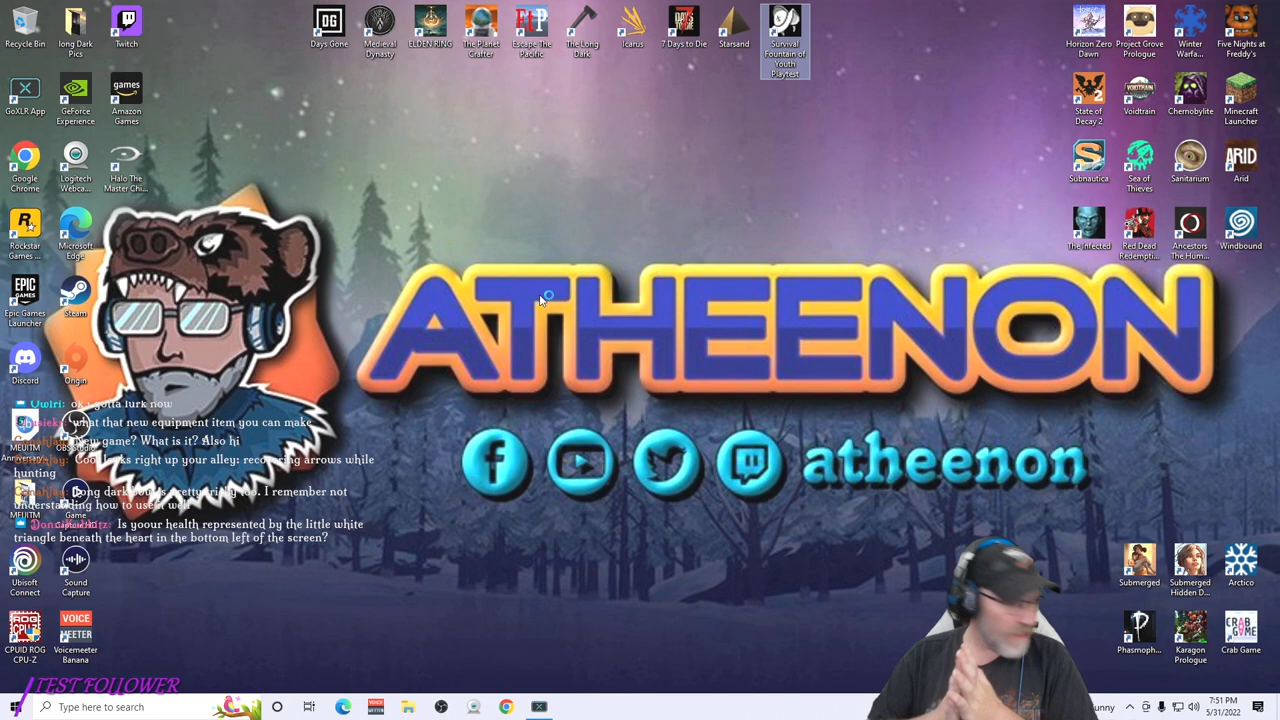 Recycle Bin
long Dark Pics
Twitch
Days Gone
Medieval Dynasty
ELDEN RING
The Planet Crafter
Escape The Pacific
The Long Dark
Icarus
7 Days to Die
Starsand
Survival Fountain of Youth Playtest
Horizon Zero Dawn
Project Grove Prologue
Winter Warfa...
Five Nights at Freddy's
GoXLR App
GeForce Experience
Amazon Games
State of Decay 2
Voidtrain
Chernobylite
Minecraft Launcher
Google Chrome
Logitech Webca...
Halo The Master Chi...
Subnautica
Sea of Thieves
Sanitarium
Arid
Rockstar Games ...
Microsoft Edge
The Infected
Red Dead Redempti...
Ancestors The Hum...
Windbound
Epic Games Launcher
Steam
Discord
Origin
ATHEENON
atheenon
Uwlri: ok i gotta lurk now
what that new equipment item you can make
New game? What is it? Also hi
Cool looks right up your alley: recovering arrows while
hunting
Long dark bow is pretty tricky too. I remember not
understanding how to use it well
Is yoour health represented by the little white
triangle beneath the heart in the bottom left of the screen?
Ubisoft Connect
Sound Capture
Submerged
Submerged Hidden D...
Arctico
CPUID ROG CPU-Z
Voicemeeter Banana
Phasmoph...
Karagon Prologue
Crab Game
TEST FOLLOWER
Type here to search
7:51 PM
5/31/2022